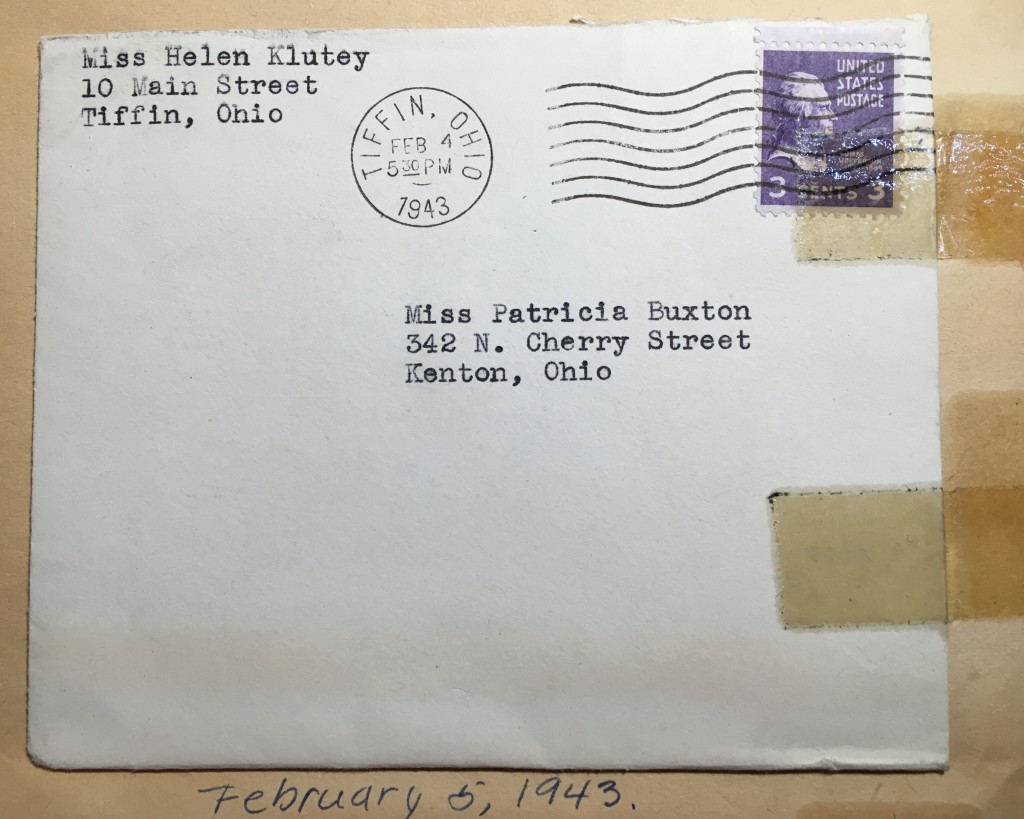 Miss Helen Klutey
10 Main Street
Tiffin, Ohio
TIFFIN, OHIO
FEB 4
5 30 PM
1943
UNITED
STATES
POSTAGE
3 CENTS 3
Miss Patricia Buxton
342 N. Cherry Street
Kenton, Ohio
February 5, 1943.